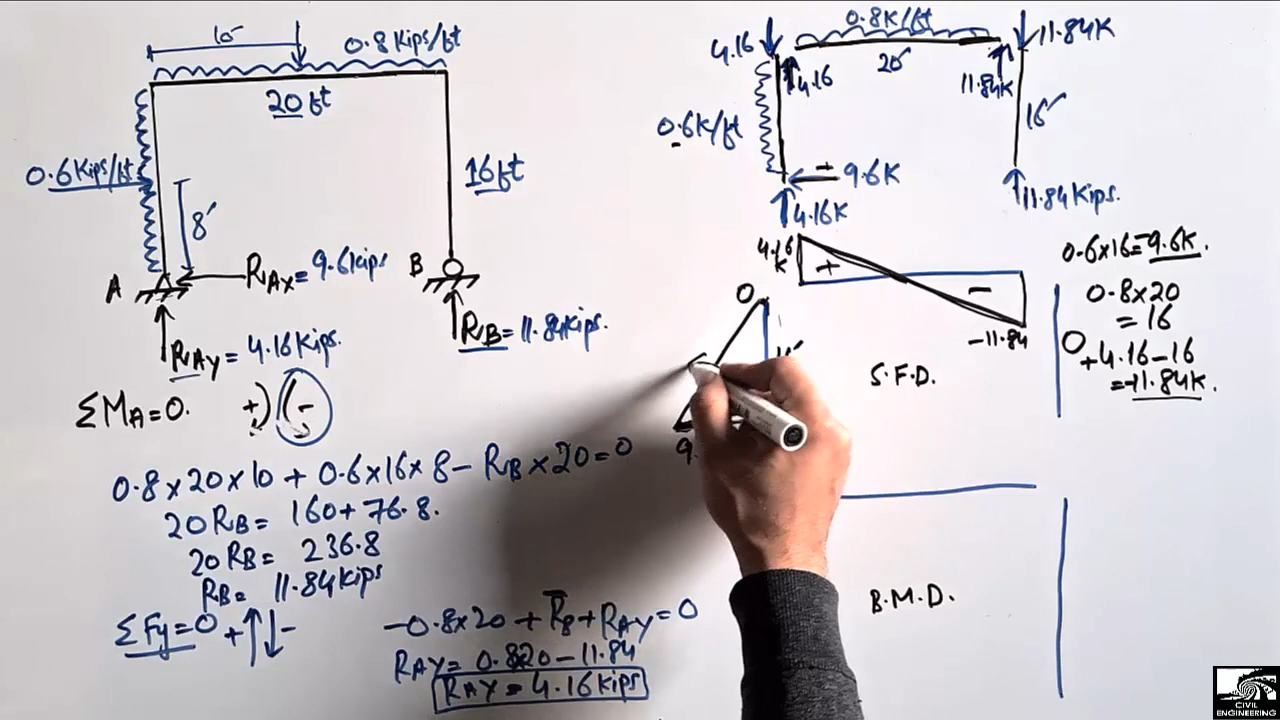 10'
0.8 Kips/ft
20 ft
0.6 Kips/ft
16 ft
8'
A
RAX = 9.6 kips
B
RAY = 4.16 Kips.
RB = 11.84 Kips.
ΣMA = 0. +) (-
0.8 × 20 × 10 + 0.6 × 16 × 8 - RB × 20 = 0
20 RB = 160 + 76.8.
20 RB = 236.8
RB = 11.84 Kips
ΣFy = 0 + ↑ ↓ -
-0.8×20 + RB + RAY = 0
RAY = 0.820 - 11.84
RAY = 4.16 kips
0.8 K/ft
4.16
11.84K
4.16
20'
11.84K
0.6K/ft
16'
9.6K
4.16K
11.84 Kips.
4.16 K
+
-
-11.84
S.F.D.
0
9.
B.M.D.
0.6×16 = 9.6K.
0.8×20
= 16
0
+4.16 - 16
= -11.84K.
CIVIL
ENGINEERING